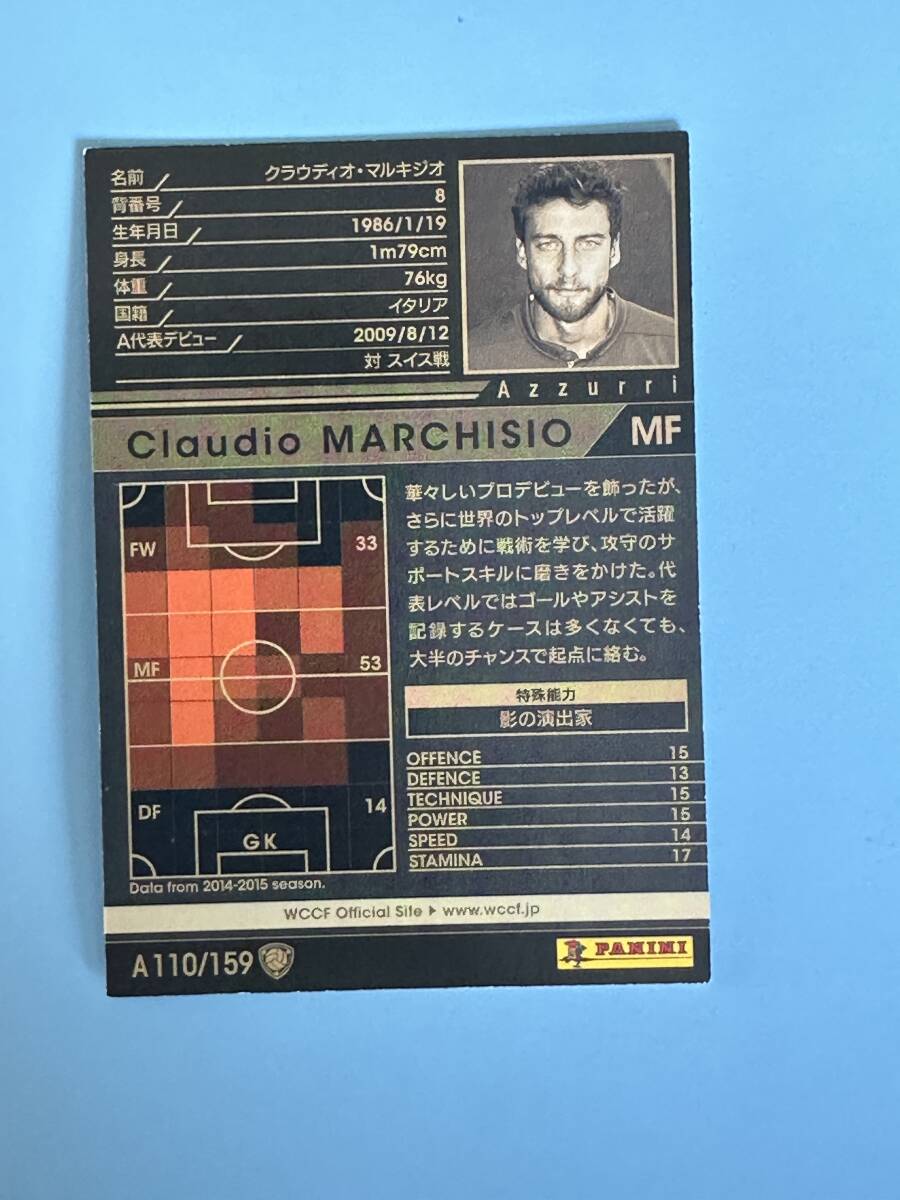 名前 クラウディオ・マルキジオ
背番号 8
生年月日 1986/1/19
身長 1m79cm
体重 76kg
国籍 イタリア
A代表デビュー 2009/8/12
対 スイス戦
Azzurri
Claudio MARCHISIO MF
FW 33
MF 53
DF 14
GK
Data from 2014-2015 season.
華々しいプロデビューを飾ったが、
さらに世界のトップレベルで活躍
するために戦術を学び、攻守のサ
ポートスキルに磨きをかけた。代
表レベルではゴールやアシストを
記録するケースは多くなくても、
大半のチャンスで起点に絡む。
特殊能力
影の演出家
OFFENCE 15
DEFENCE 13
TECHNIQUE 15
POWER 15
SPEED 14
STAMINA 17
WCCF Official Site ▶ www.wccf.jp
A110/159
PANINI